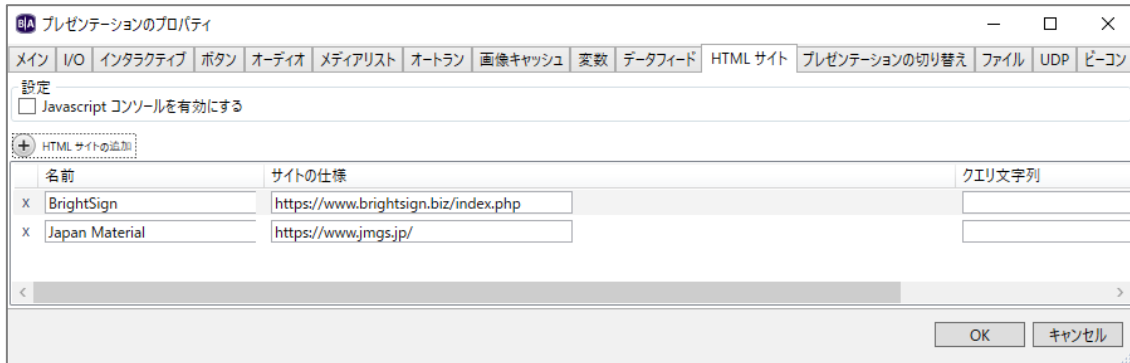 B|A プレゼンテーションのプロパティ
メイン I/O インタラクティブ ボタン オーディオ メディアリスト オートラン 画像キャッシュ 変数 データフィード HTML サイト プレゼンテーションの切り替え ファイル UDP ビーコン
設定
Javascript コンソールを有効にする
HTML サイトの追加
名前 サイトの仕様 クエリ文字列
x BrightSign https://www.brightsign.biz/index.php
x Japan Material https://www.jmgs.jp/
OK キャンセル